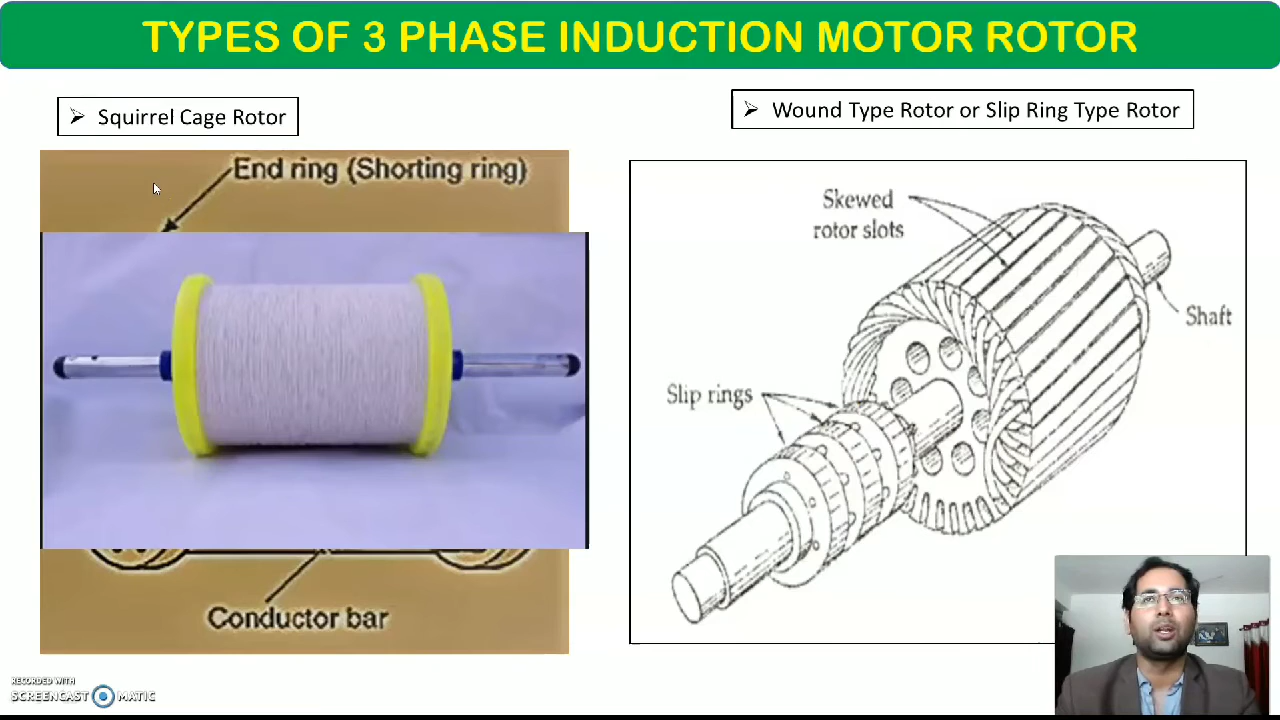 TYPES OF 3 PHASE INDUCTION MOTOR ROTOR
➢ Squirrel Cage Rotor
➢ Wound Type Rotor or Slip Ring Type Rotor
End ring (Shorting ring)
Conductor bar
Skewed
rotor slots
Shaft
Slip rings
RECORDED WITH
SCREENCAST MATIC